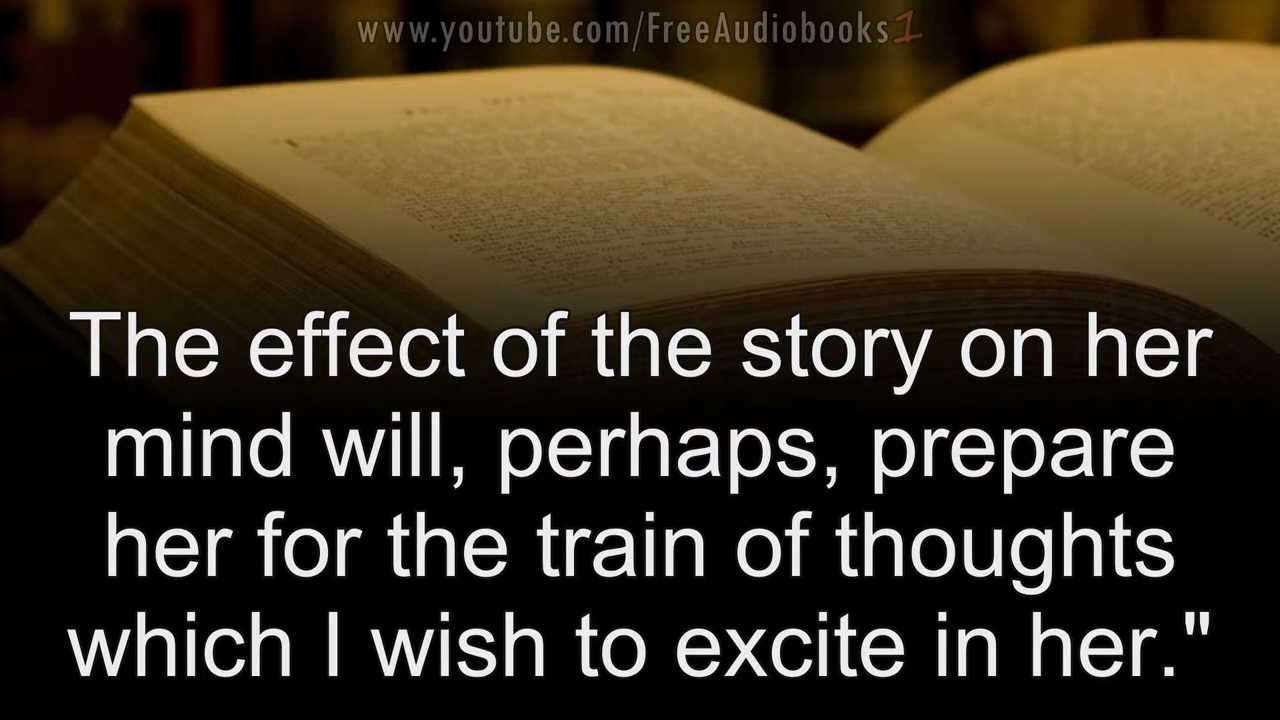 www.youtube.com/FreeAudiobooks1
The effect of the story on her
mind will, perhaps, prepare
her for the train of thoughts
which I wish to excite in her."